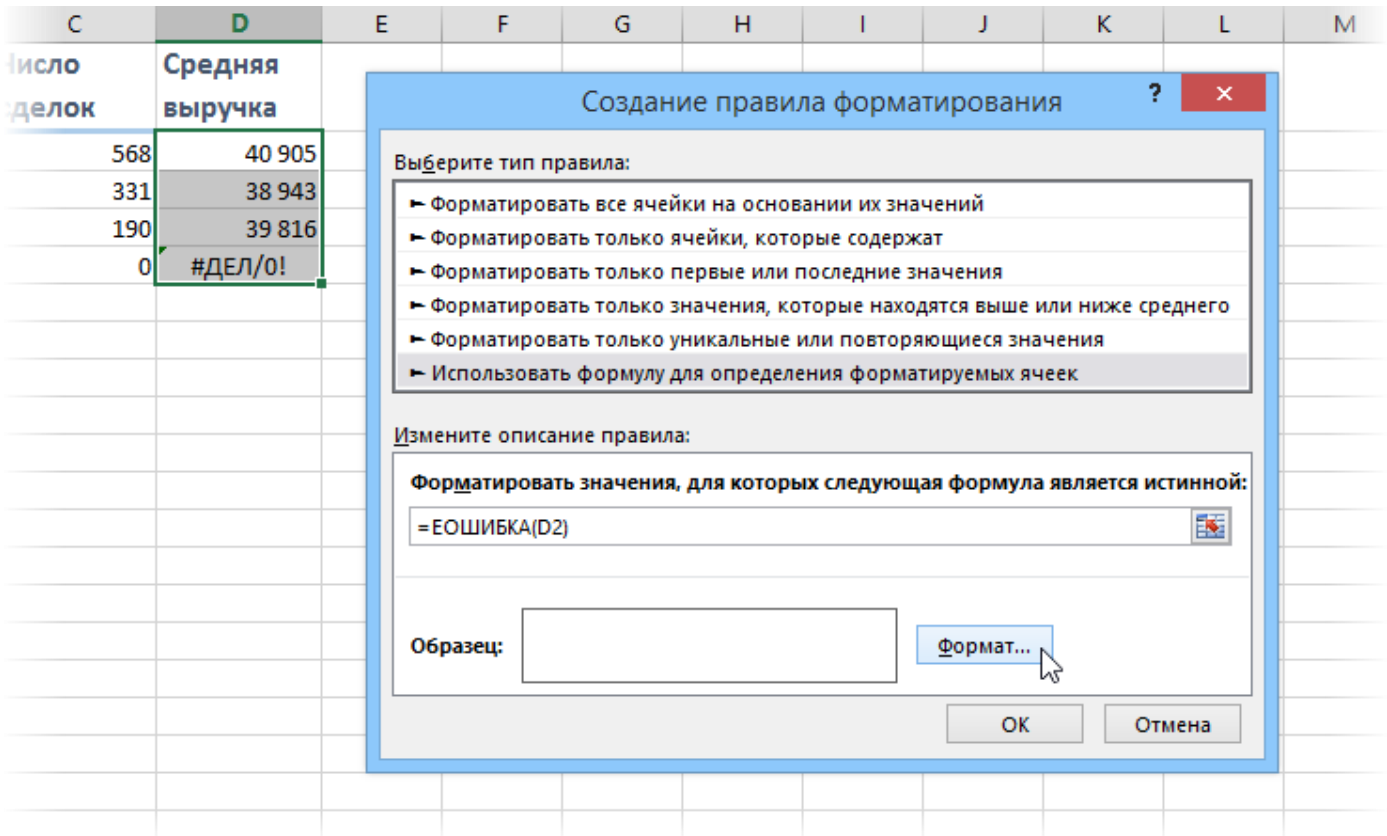 C D E F G H I J K L M
Число Средняя
сделок выручка
568 40 905
331 38 943
190 39 816
0 #ДЕЛ/0!
Создание правила форматирования ? ×
Выберите тип правила:
► Форматировать все ячейки на основании их значений
► Форматировать только ячейки, которые содержат
► Форматировать только первые или последние значения
► Форматировать только значения, которые находятся выше или ниже среднего
► Форматировать только уникальные или повторяющиеся значения
► Использовать формулу для определения форматируемых ячеек
Измените описание правила:
Форматировать значения, для которых следующая формула является истинной:
=ЕОШИБКА(D2)
Образец:
Формат...
ОК
Отмена